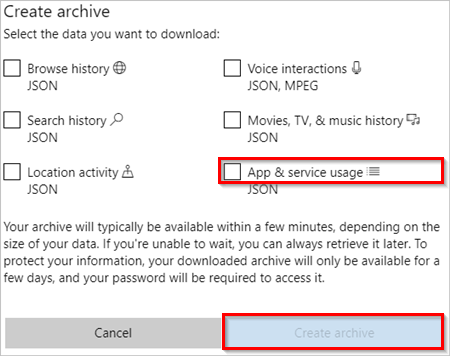 Create archive
Select the data you want to download:
Browse history
JSON
Voice interactions
JSON, MPEG
Search history
JSON
Movies, TV, & music history
JSON
Location activity
JSON
App & service usage
JSON
Your archive will typically be available within a few minutes, depending on the
size of your data. If you're unable to wait, you can always retrieve it later. To
protect your information, your downloaded archive will only be available for a
few days, and your password will be required to access it.
Cancel
Create archive